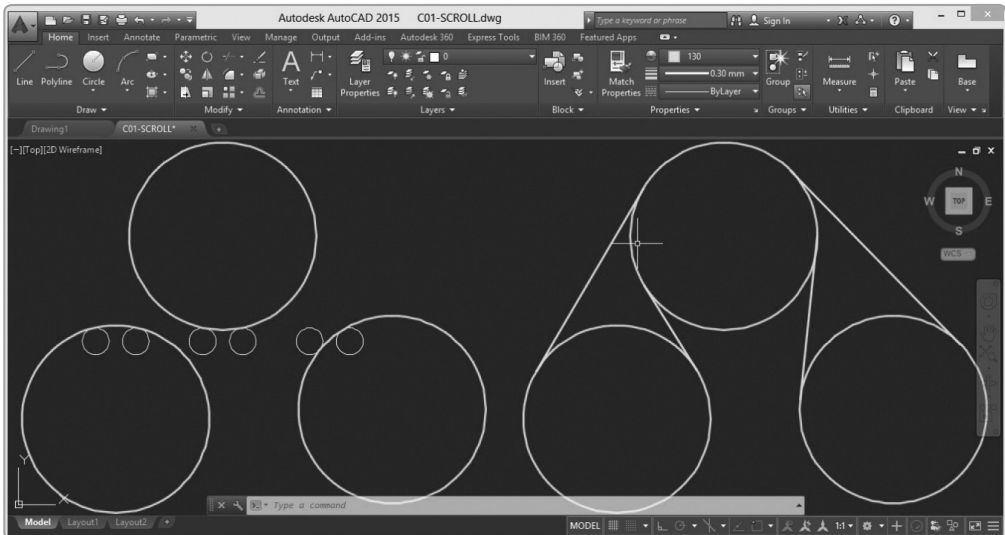 Autodesk AutoCAD 2015 C01-SCROLL.dwg Type a keyword or phrase Sign In
Home Insert Annotate Parametric View Manage Output Add-ins Autodesk 360 Express Tools BIM 360 Featured Apps
0 130
0.30 mm
Line Polyline Circle Arc Text Layer Properties Insert Match Properties ByLayer Group Measure Paste Base
Draw Modify Annotation Layers Block Properties Groups Utilities Clipboard View
Drawing1 C01-SCROLL* +
[−][Top][2D Wireframe]
N
W TOP E
S
WCS
Y
X
Type a command
Model Layout1 Layout2 + MODEL 1:1